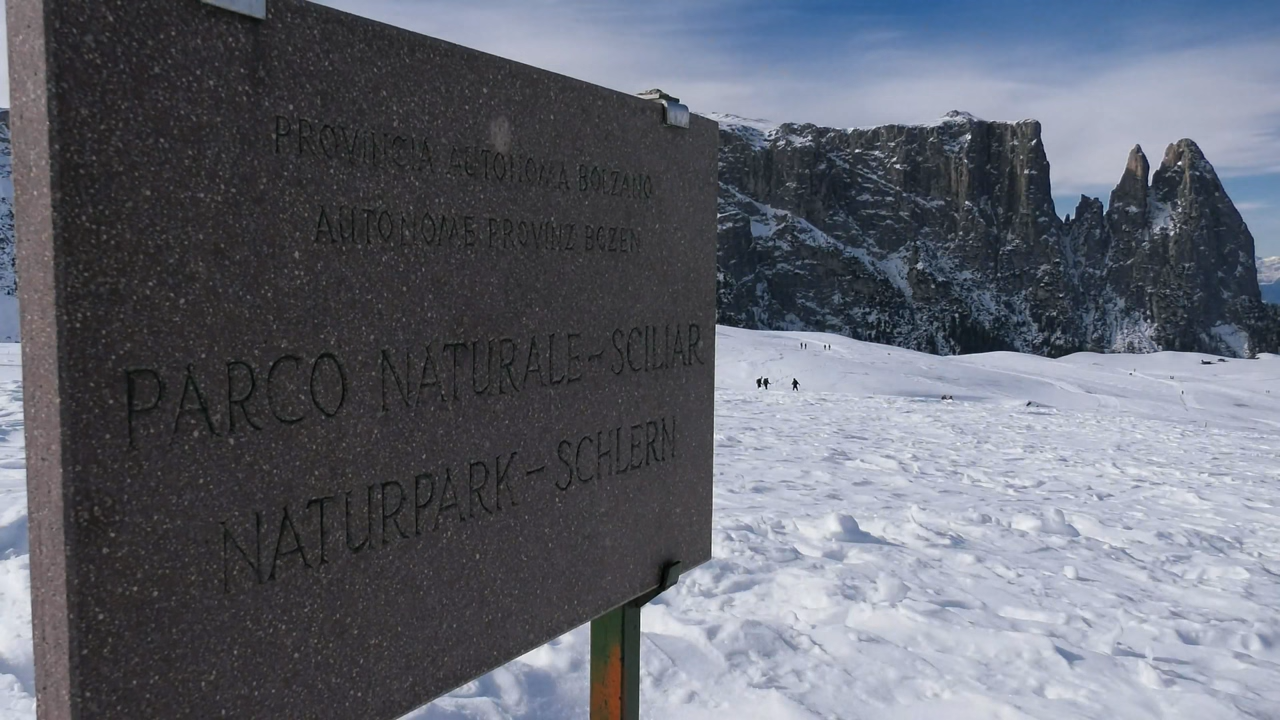 PROVINCIA AUTONOMA BOLZANO
AUTONOME PROVINZ BOZEN
PARCO NATURALE-SCILIAR
NATURPARK-SCHLERN